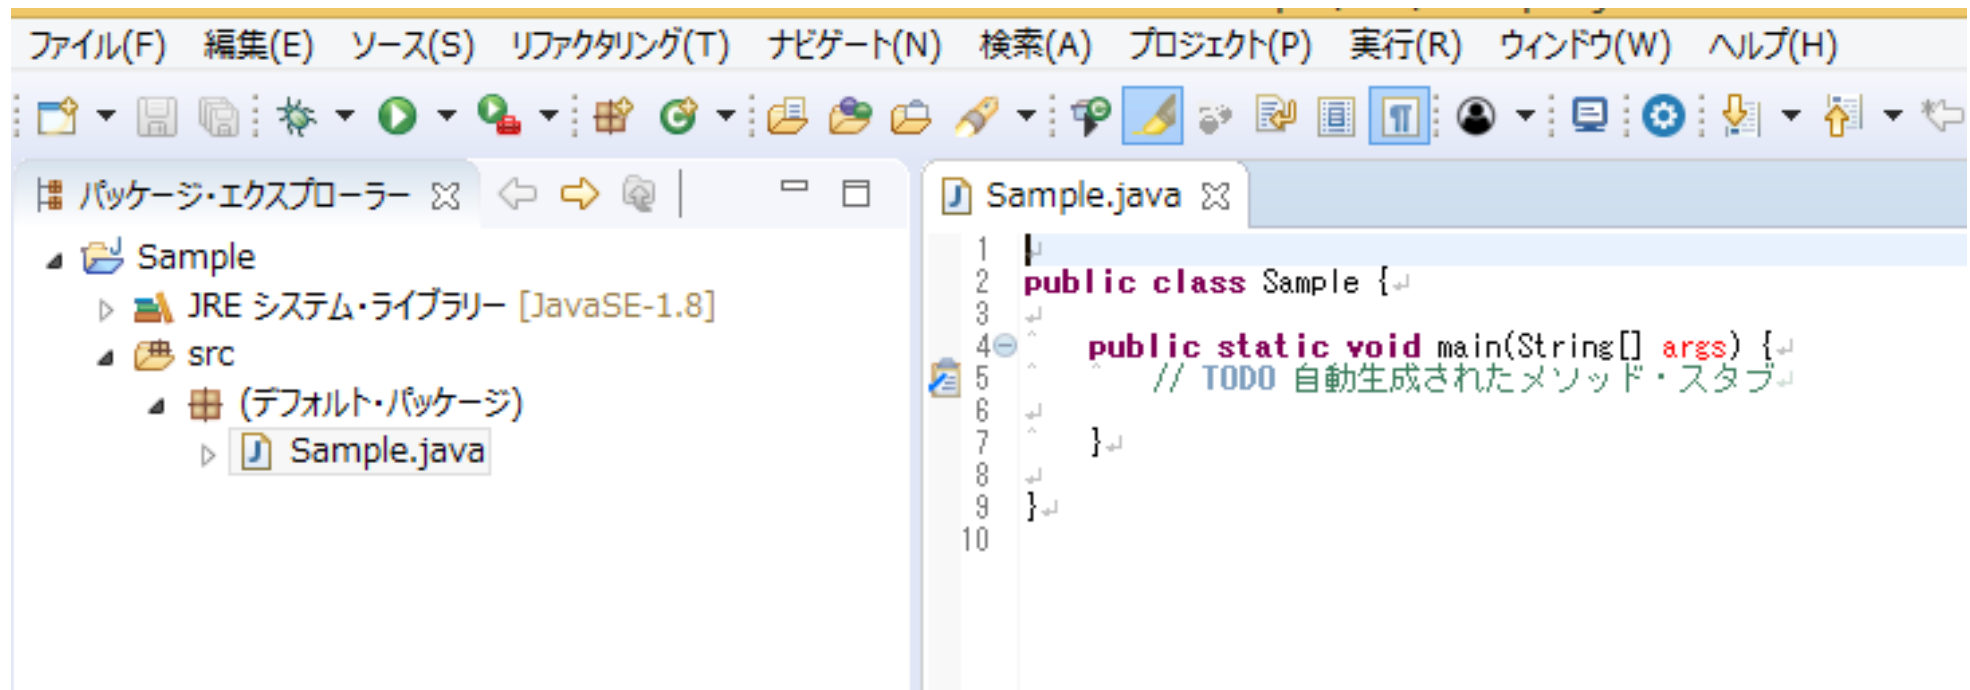 ファイル(F) 編集(E) ソース(S) リファクタリング(T) ナビゲート(N) 検索(A) プロジェクト(P) 実行(R) ウィンドウ(W) ヘルプ(H)
パッケージ・エクスプローラー
Sample
JRE システム・ライブラリー [JavaSE-1.8]
src
(デフォルト・パッケージ)
Sample.java
Sample.java
1
2 public class Sample {
3
4 public static void main(String[] args) {
5 // TODO 自動生成されたメソッド・スタブ
6
7 }
8
9 }
10